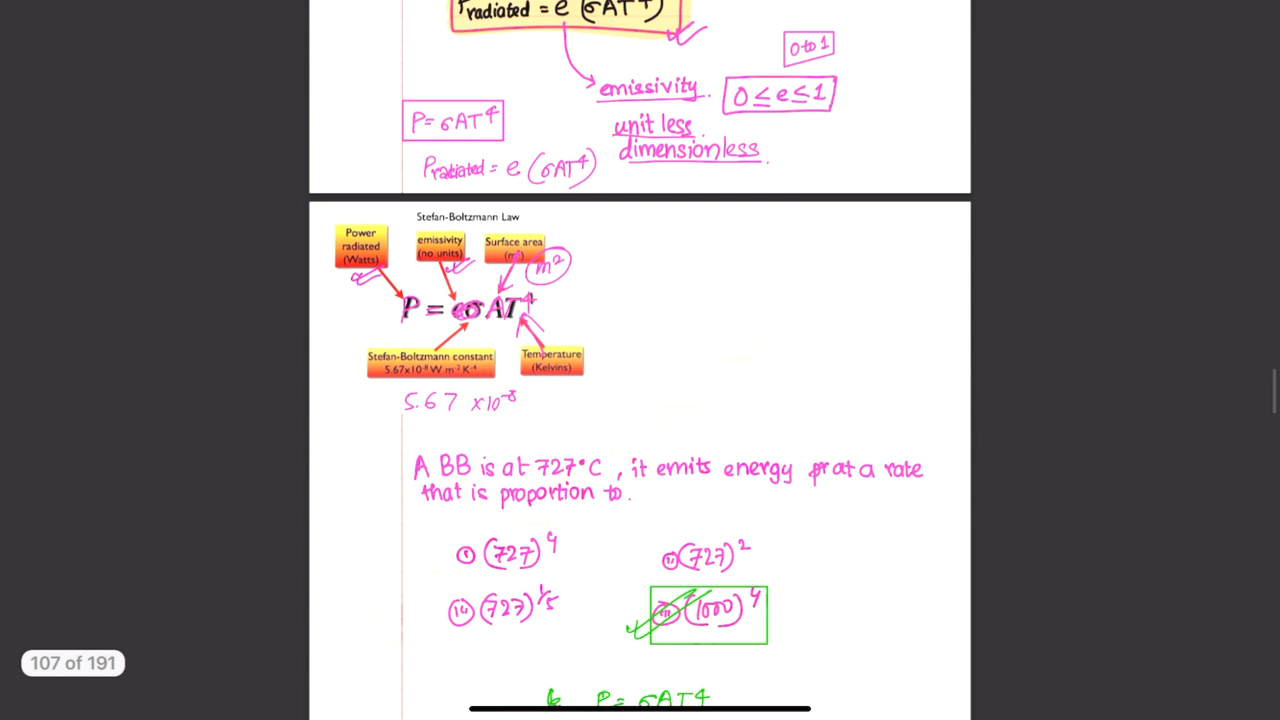 Pradiated = e (σAT⁴)
0 to 1
emissivity. 0 ≤ e ≤ 1
P = σAT⁴
unit less
dimensionless.
Pradiated = e (σAT⁴)
Stefan-Boltzmann Law
Power radiated (Watts)
emissivity (no units)
Surface area
m²
P = eσAT⁴
Stefan-Boltzmann constant
5.67x10⁻⁸ W m⁻² K⁻⁴
Temperature (Kelvins)
5.67 x10⁻⁸
A BB is at 727°C, it emits energy at a rate
that is proportion to.
(727)⁴
(727)²
(727)^1/5
(1000)⁴
107 of 191
P = σAT⁴